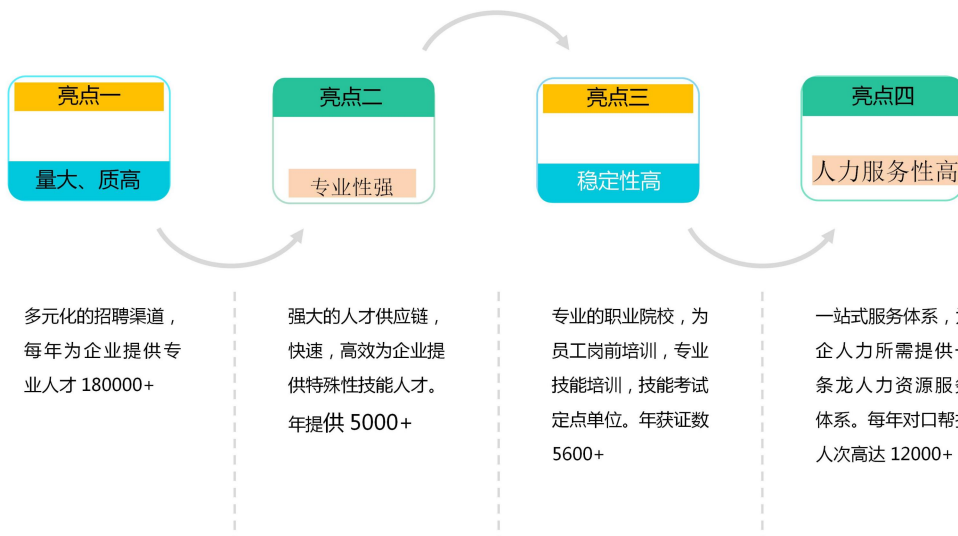 亮点一
量大、质高
多元化的招聘渠道，
每年为企业提供专
业人才 180000+
亮点二
专业性强
强大的人才供应链，
快速，高效为企业提
供特殊性技能人才。
年提供 5000+
亮点三
稳定性高
专业的职业院校，为
员工岗前培训，专业
技能培训，技能考试
定点单位。年获证数
5600+
亮点四
人力服务性高
一站式服务体系，
企人力所需提供
条龙人力资源服
体系。每年对口帮
人次高达 12000+